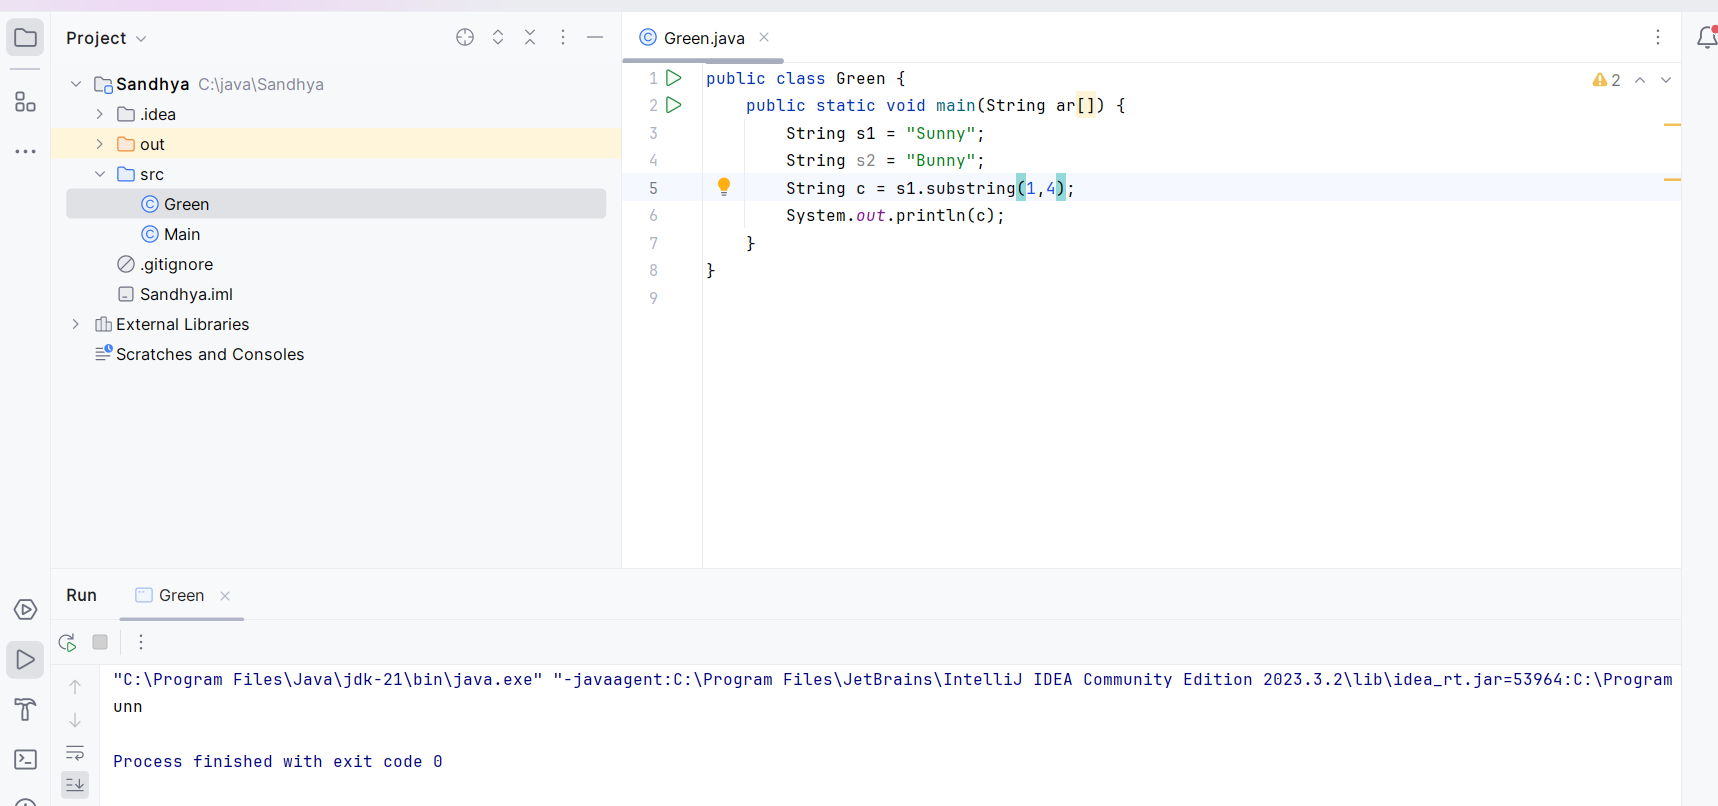 Project
Sandhya C:\java\Sandhya
.idea
out
src
Green
Main
.gitignore
Sandhya.iml
External Libraries
Scratches and Consoles
Green.java
2
1 public class Green {
2 public static void main(String ar[]) {
3 String s1 = "Sunny";
4 String s2 = "Bunny";
5 String c = s1.substring(1,4);
6 System.out.println(c);
7 }
8 }
9
Run Green
"C:\Program Files\Java\jdk-21\bin\java.exe" "-javaagent:C:\Program Files\JetBrains\IntelliJ IDEA Community Edition 2023.3.2\lib\idea_rt.jar=53964:C:\Program
unn
Process finished with exit code 0